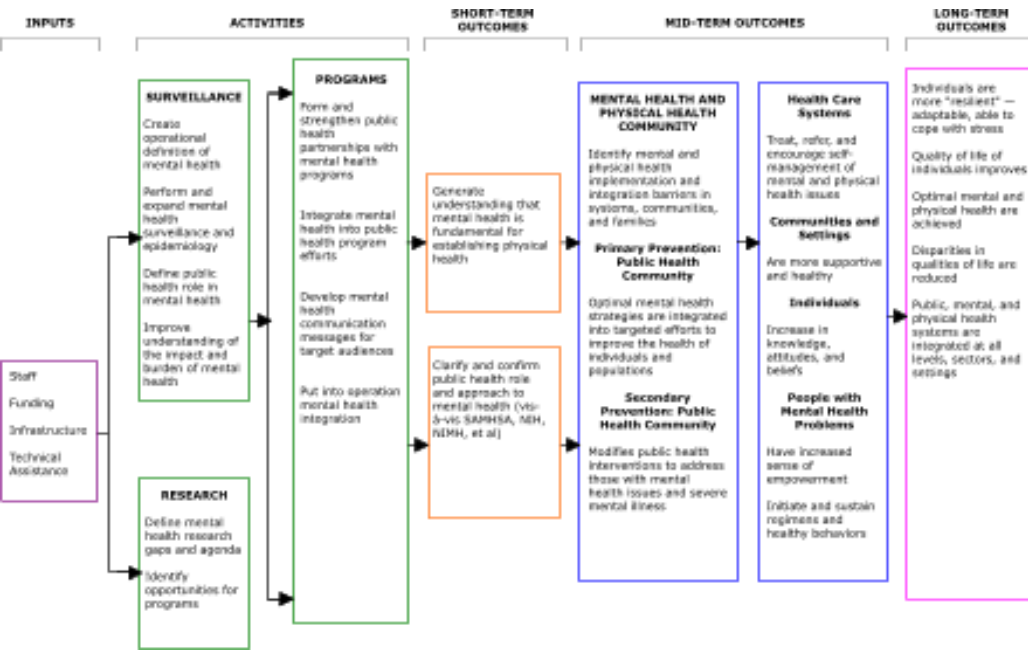 INPUTS
ACTIVITIES
SHORT-TERM
OUTCOMES
MID-TERM OUTCOMES
LONG-TERM
OUTCOMES
Staff
Funding
Infrastructure
Technical
Assistance
SURVEILLANCE
Create
operational
definition of
mental health
Perform and
expand mental
health
surveillance and
epidemiology
Define public
health role in
mental health
Improve
understanding of
the impact and
burden of mental
health
RESEARCH
Define mental
health research
gaps and agenda
Identify
opportunities for
programs
PROGRAMS
Form and
strengthen public
health
partnerships with
mental health
programs
Integrate mental
health into public
health program
efforts
Develop mental
health
communication
messages for
target audiences
Put into operation
mental health
integration
Generate
understanding that
mental health is
fundamental for
establishing physical
health
Clarify and confirm
public health role
and approach to
mental health (vis-
à-vis SAMHSA, NIH,
NIMH, et al)
MENTAL HEALTH AND
PHYSICAL HEALTH
COMMUNITY
Identify mental and
physical health
implementation and
integration barriers in
systems, communities,
and families
Primary Prevention:
Public Health
Community
Optimal mental health
strategies are integrated
into targeted efforts to
improve the health of
individuals and
populations
Secondary
Prevention: Public
Health Community
Modifies public health
interventions to address
those with mental
health issues and severe
mental illness
Health Care
Systems
Treat, refer, and
encourage self-
management of
mental and physical
health issues
Communities and
Settings
Are more supportive
and healthy
Individuals
Increase in
knowledge,
attitudes, and
beliefs
People with
Mental Health
Problems
Have increased
sense of
empowerment
Initiate and sustain
regimens and
healthy behaviors
Individuals are
more "resilient" —
adaptable, able to
cope with stress
Quality of life of
individuals improves
Optimal mental and
physical health are
achieved
Disparities in
qualities of life are
reduced
Public, mental, and
physical health
systems are
integrated at all
levels, sectors, and
settings